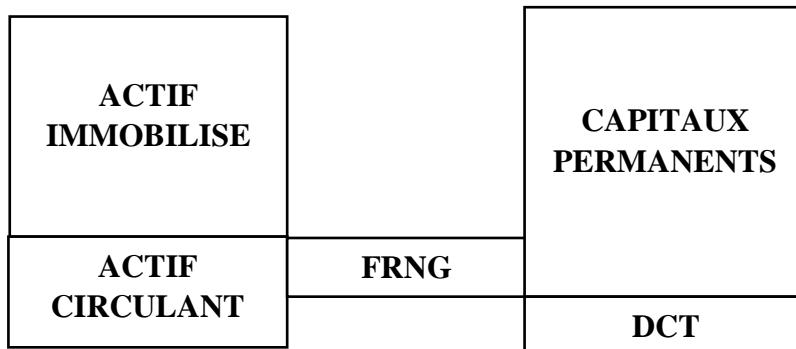 ACTIF
IMMOBILISE
CAPITAUX
PERMANENTS
ACTIF
CIRCULANT
FRNG
DCT